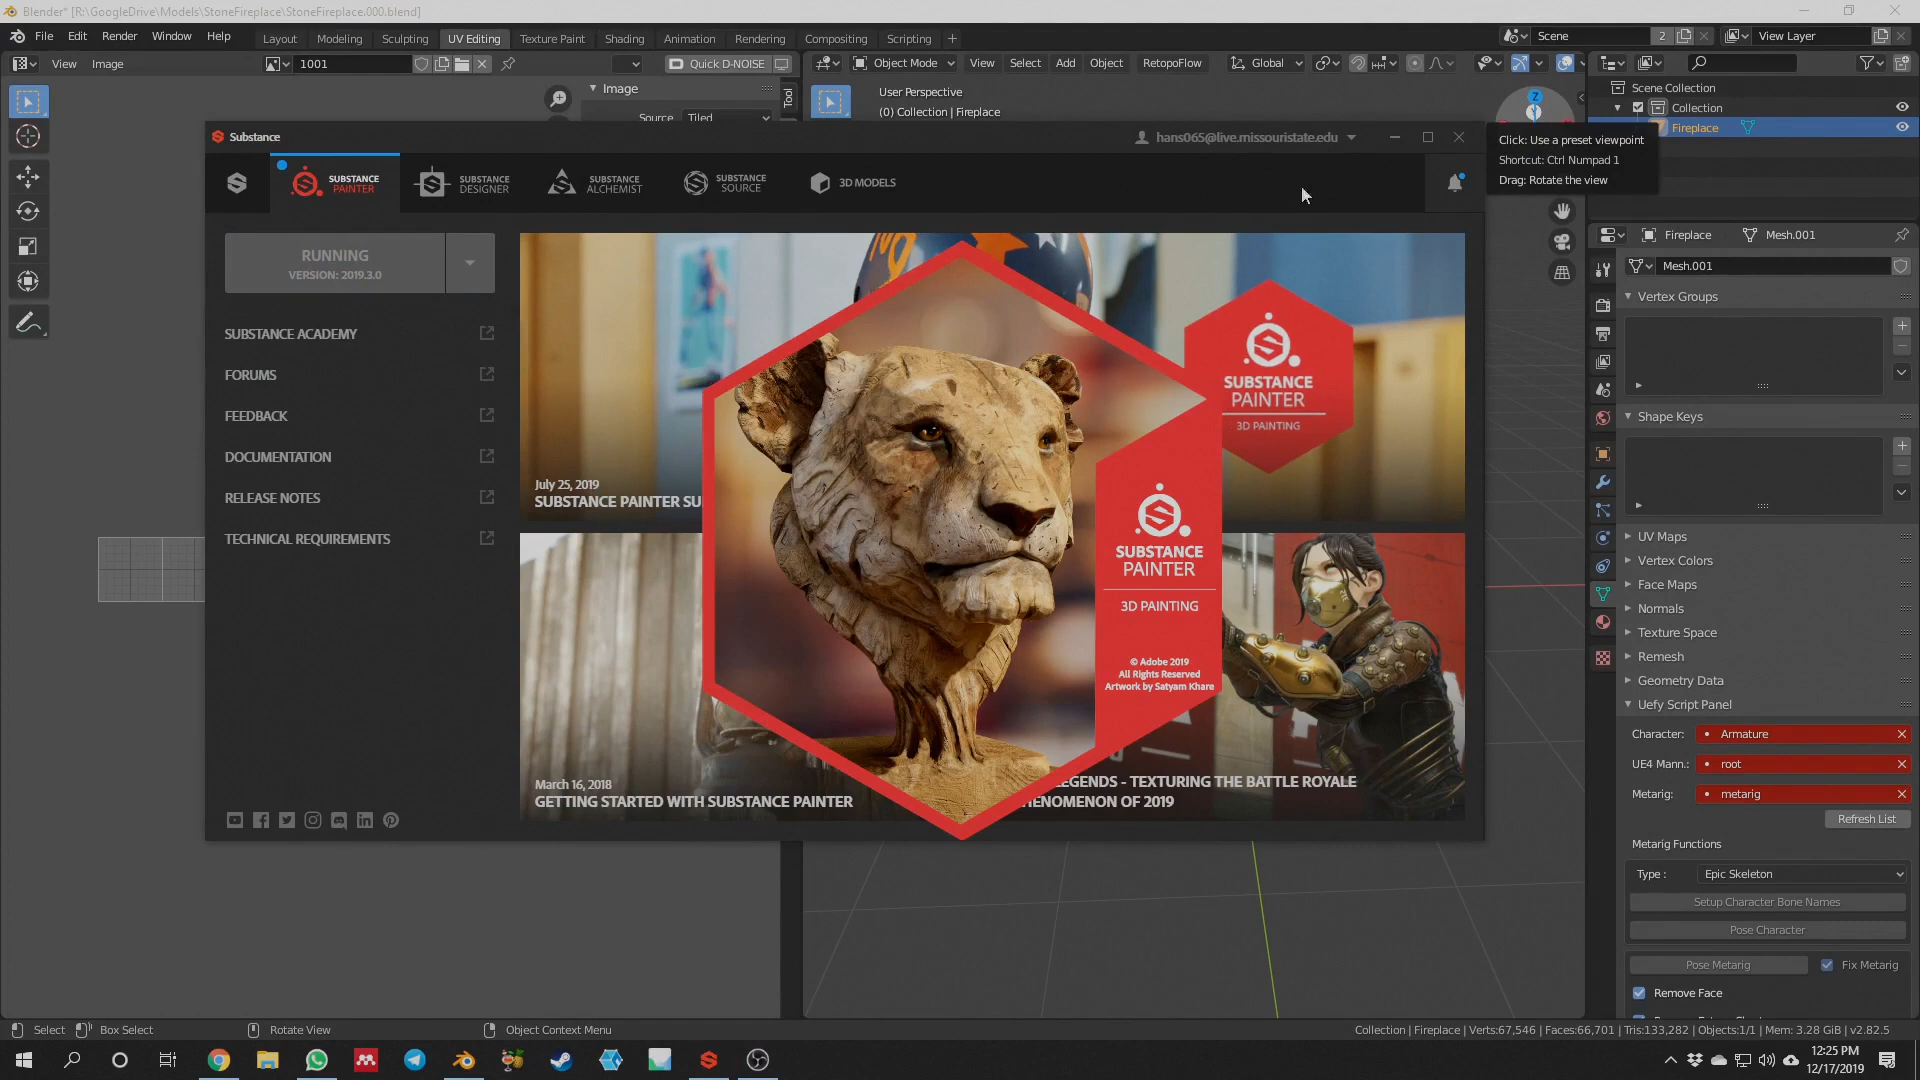 Blender* [R:\GoogleDrive\Models\StoneFireplace\StoneFireplace.000.blend]
File Edit Render Window Help
Layout Modeling Sculpting UV Editing Texture Paint Shading Animation Rendering Compositing Scripting +
Scene 2
View Layer
View Image
1001
Quick D-NOISE
Object Mode View Select Add Object RetopoFlow Global
Image
Source Tiled
Tool
User Perspective
(0) Collection | Fireplace
Z
Scene Collection
Collection
Fireplace
Click: Use a preset viewpoint
Shortcut: Ctrl Numpad 1
Drag: Rotate the view
Substance
hans065@live.missouristate.edu
SUBSTANCE PAINTER
SUBSTANCE DESIGNER
SUBSTANCE ALCHEMIST
SUBSTANCE SOURCE
3D MODELS
RUNNING
VERSION: 2019.3.0
SUBSTANCE ACADEMY
FORUMS
FEEDBACK
DOCUMENTATION
RELEASE NOTES
TECHNICAL REQUIREMENTS
July 25, 2019
SUBSTANCE PAINTER SU
SUBSTANCE
PAINTER
3D PAINTING
SUBSTANCE
PAINTER
3D PAINTING
© Adobe 2019
All Rights Reserved
Artwork by Satyam Khare
March 16, 2018
GETTING STARTED WITH SUBSTANCE PAINTER
EGENDS - TEXTURING THE BATTLE ROYALE
HENOMENON OF 2019
Fireplace Mesh.001
Mesh.001
Vertex Groups
Shape Keys
UV Maps
Vertex Colors
Face Maps
Normals
Texture Space
Remesh
Geometry Data
Uefy Script Panel
Character: Armature
UE4 Mann.: root
Metarig: metarig
Refresh List
Metarig Functions
Type : Epic Skeleton
Setup Character Bone Names
Pose Character
Pose Metarig Fix Metarig
Remove Face
Select Box Select Rotate View Object Context Menu
Collection | Fireplace | Verts:67,546 | Faces:66,701 | Tris:133,282 | Objects:1/1 | Mem: 3.28 GiB | v2.82.5
12:25 PM
12/17/2019